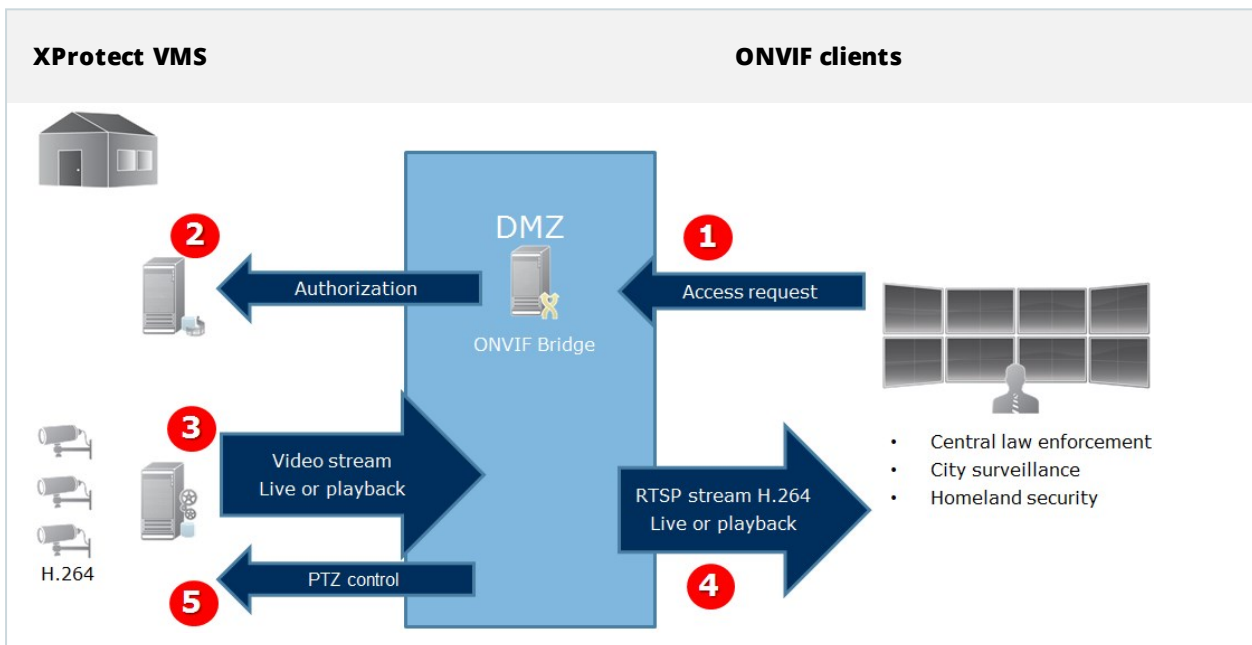 XProtect VMS
ONVIF clients
DMZ
ONVIF Bridge
1
Access request
2
Authorization
3
Video stream
Live or playback
H.264
4
RTSP stream H.264
Live or playback
5
PTZ control
• Central law enforcement
• City surveillance
• Homeland security